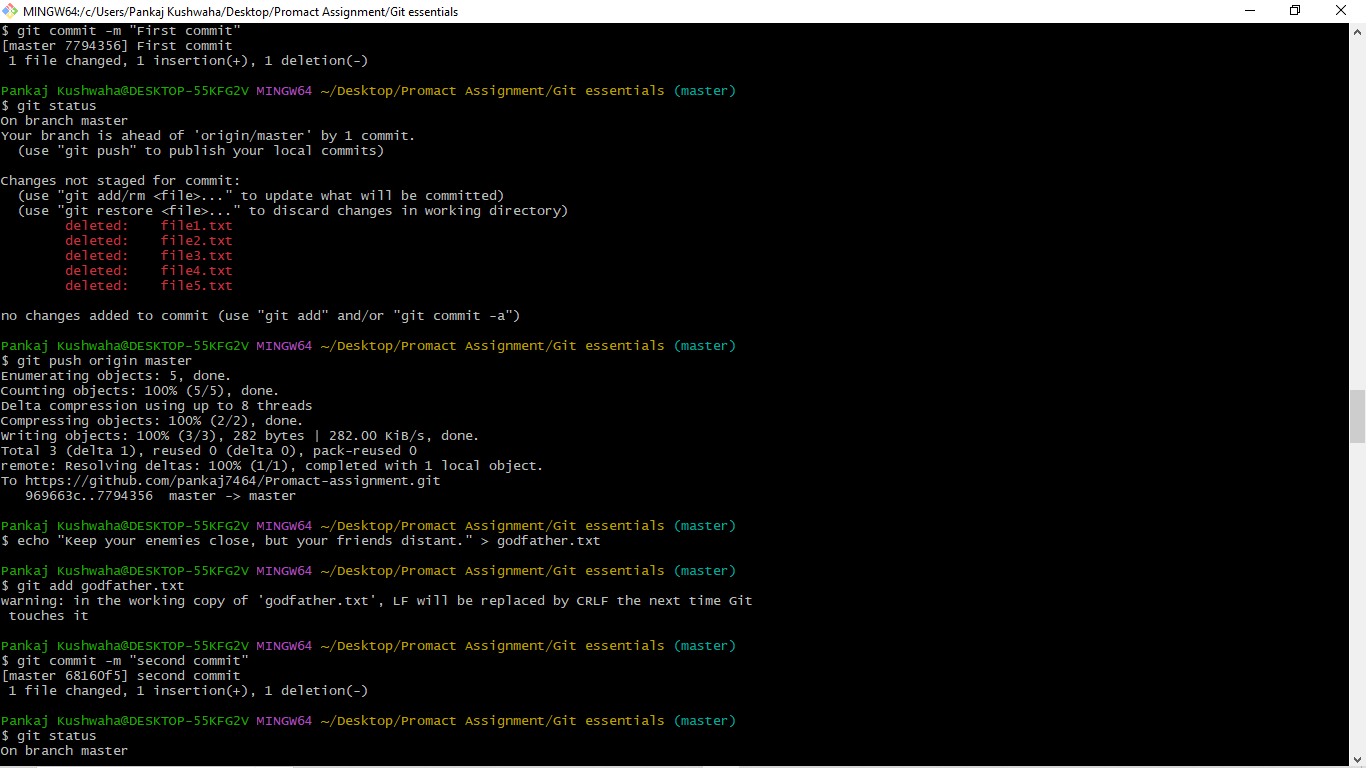 MINGW64:/c/Users/Pankaj Kushwaha/Desktop/Promact Assignment/Git essentials
$ git commit -m "First commit"
[master 7794356] First commit
 1 file changed, 1 insertion(+), 1 deletion(-)

Pankaj Kushwaha@DESKTOP-55KFG2V MINGW64 ~/Desktop/Promact Assignment/Git essentials (master)
$ git status
On branch master
Your branch is ahead of 'origin/master' by 1 commit.
  (use "git push" to publish your local commits)

Changes not staged for commit:
  (use "git add/rm <file>..." to update what will be committed)
  (use "git restore <file>..." to discard changes in working directory)
        deleted:    file1.txt
        deleted:    file2.txt
        deleted:    file3.txt
        deleted:    file4.txt
        deleted:    file5.txt

no changes added to commit (use "git add" and/or "git commit -a")

Pankaj Kushwaha@DESKTOP-55KFG2V MINGW64 ~/Desktop/Promact Assignment/Git essentials (master)
$ git push origin master
Enumerating objects: 5, done.
Counting objects: 100% (5/5), done.
Delta compression using up to 8 threads
Compressing objects: 100% (2/2), done.
Writing objects: 100% (3/3), 282 bytes | 282.00 KiB/s, done.
Total 3 (delta 1), reused 0 (delta 0), pack-reused 0
remote: Resolving deltas: 100% (1/1), completed with 1 local object.
To https://github.com/pankaj7464/Promact-assignment.git
   969663c..7794356  master -> master

Pankaj Kushwaha@DESKTOP-55KFG2V MINGW64 ~/Desktop/Promact Assignment/Git essentials (master)
$ echo "Keep your enemies close, but your friends distant." > godfather.txt

Pankaj Kushwaha@DESKTOP-55KFG2V MINGW64 ~/Desktop/Promact Assignment/Git essentials (master)
$ git add godfather.txt
warning: in the working copy of 'godfather.txt', LF will be replaced by CRLF the next time Git
 touches it

Pankaj Kushwaha@DESKTOP-55KFG2V MINGW64 ~/Desktop/Promact Assignment/Git essentials (master)
$ git commit -m "second commit"
[master 68160f5] second commit
 1 file changed, 1 insertion(+), 1 deletion(-)

Pankaj Kushwaha@DESKTOP-55KFG2V MINGW64 ~/Desktop/Promact Assignment/Git essentials (master)
$ git status
On branch master